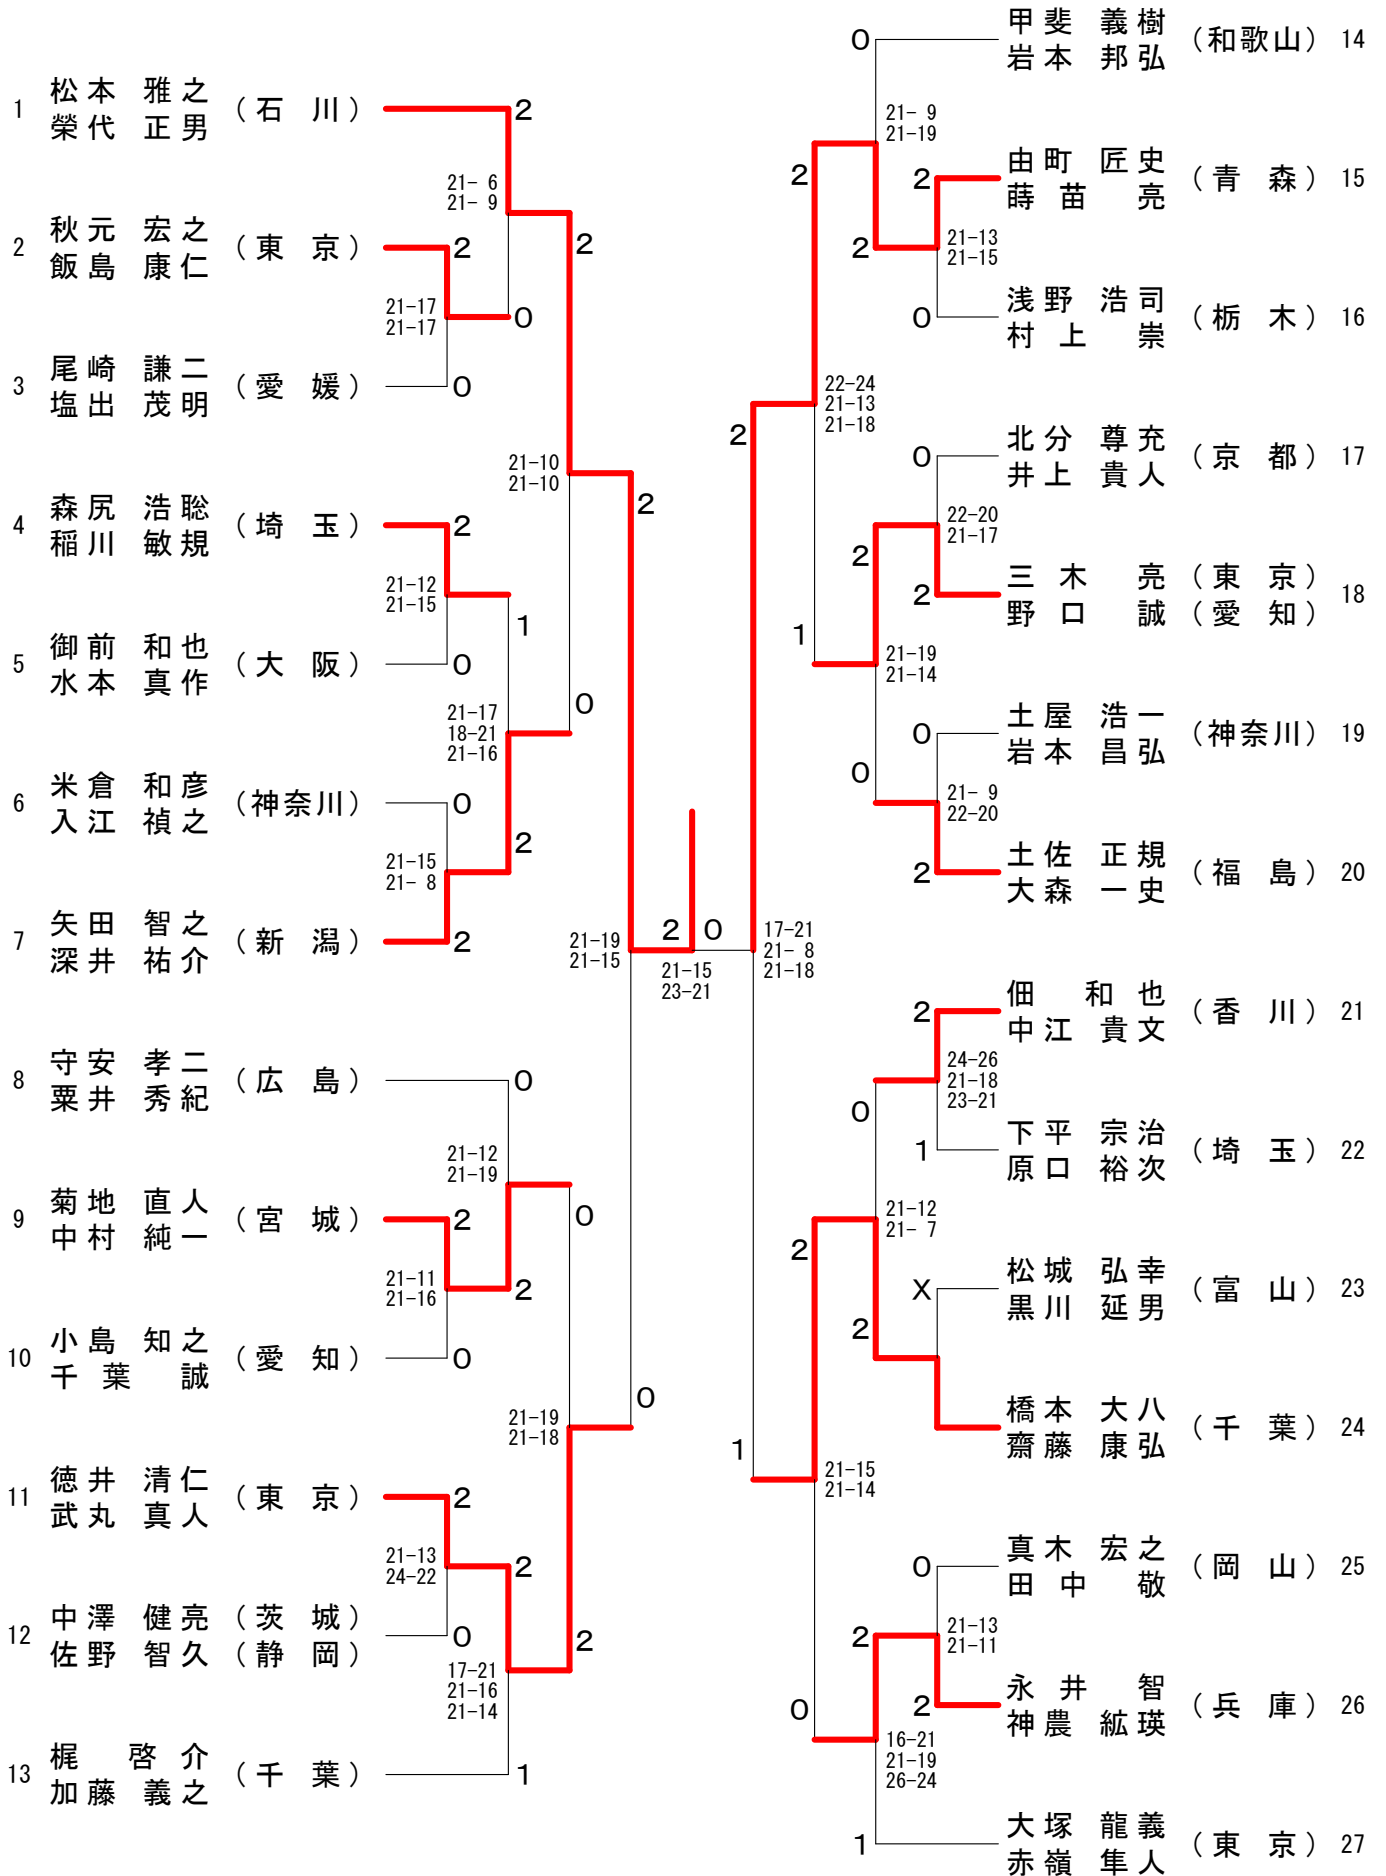 1 松本 雅之 (石川)
榮代 正男
2
21- 6
21- 9
2 秋元 宏之 (東京)
飯島 康仁
2
2
21-17
21-17
0
3 尾崎 謙二 (愛媛)
塩出 茂明
0
21-10
21-10
2
4 森尻 浩聡 (埼玉)
稲川 敏規
2
21-12
21-15
1
5 御前 和也 (大阪)
水本 真作
0
0
21-17
18-21
21-16
6 米倉 和彦 (神奈川)
入江 禎之
0
2
21-15
21- 8
7 矢田 智之 (新潟)
深井 祐介
2
21-19
21-15
2 0
21-15
23-21
8 守安 孝二 (広島)
粟井 秀紀
0
21-12
21-19
9 菊地 直人 (宮城)
中村 純一
2
0
21-11
21-16
2
10 小島 知之 (愛知)
千葉 誠
0
0
21-19
21-18
11 徳井 清仁 (東京)
武丸 真人
2
21-13
24-22
2
12 中澤 健亮 (茨城)
佐野 智久 (静岡)
0
2
17-21
21-16
21-14
13 梶 啓介 (千葉)
加藤 義之
1
0
甲斐 義樹 (和歌山) 14
岩本 邦弘
21- 9
21-19
2
2
由町 匠史 (青森) 15
蒔苗 亮
2
21-13
21-15
0
浅野 浩司 (栃木) 16
村上 崇
22-24
21-13
21-18
2
0
北分 尊充 (京都) 17
井上 貴人
22-20
21-17
2
2
三木 亮 (東京) 18
野口 誠 (愛知)
1
21-19
21-14
0
土屋 浩一 (神奈川) 19
岩本 昌弘
0
21- 9
22-20
2
土佐 正規 (福島) 20
大森 一史
17-21
21- 8
21-18
2
佃 和也 (香川) 21
中江 貴文
24-26
21-18
23-21
0
1
下平 宗治 (埼玉) 22
原口 裕次
21-12
21- 7
2
X
松城 弘幸 (富山) 23
黒川 延男
2
橋本 大八 (千葉) 24
齋藤 康弘
1
21-15
21-14
0
真木 宏之 (岡山) 25
田中 敬
21-13
21-11
2
2
永井 智 (兵庫) 26
神農 紘瑛
0
16-21
21-19
26-24
1
大塚 龍義 (東京) 27
赤嶺 隼人